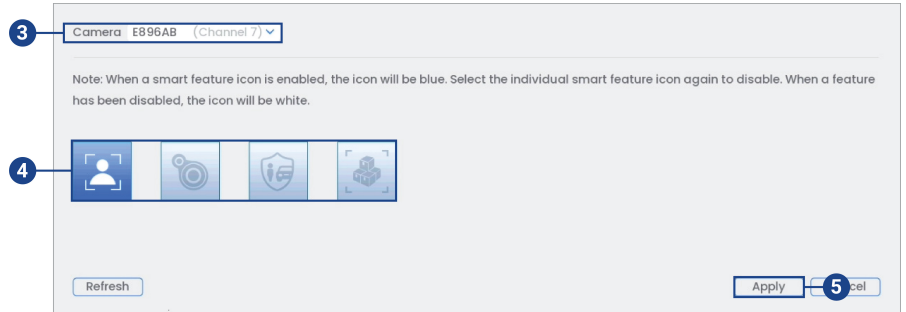 3
Camera E896AB (Channel 7)
Note: When a smart feature icon is enabled, the icon will be blue. Select the individual smart feature icon again to disable. When a feature
has been disabled, the icon will be white.
4
Refresh
Apply
5
cel